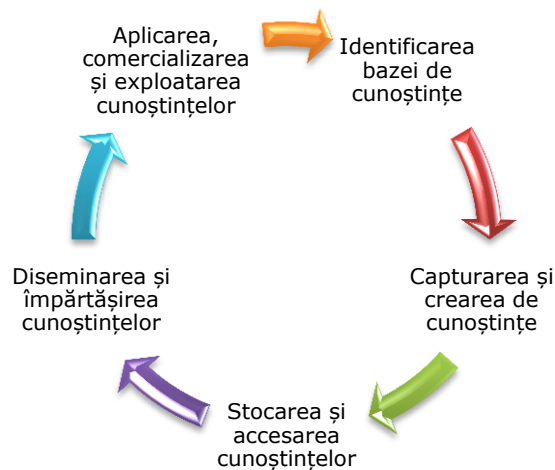 Aplicarea,
comercializarea
și exploatarea
cunoștințelor
Identificarea
bazei de
cunoștințe
Capturarea și
crearea de
cunoștințe
Stocarea și
accesarea
cunoștințelor
Diseminarea și
împărtășirea
cunoștințelor